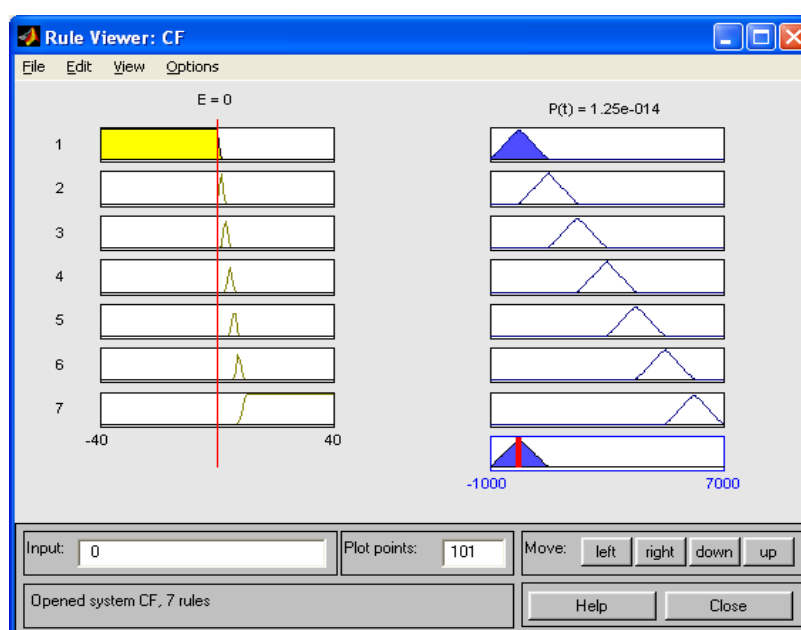 Rule Viewer: CF
File Edit View Options
E = 0
P(t) = 1.25e-014
1
2
3
4
5
6
7
-40 40
-1000 7000
Input: 0
Plot points: 101
Move: left right down up
Opened system CF, 7 rules
Help Close